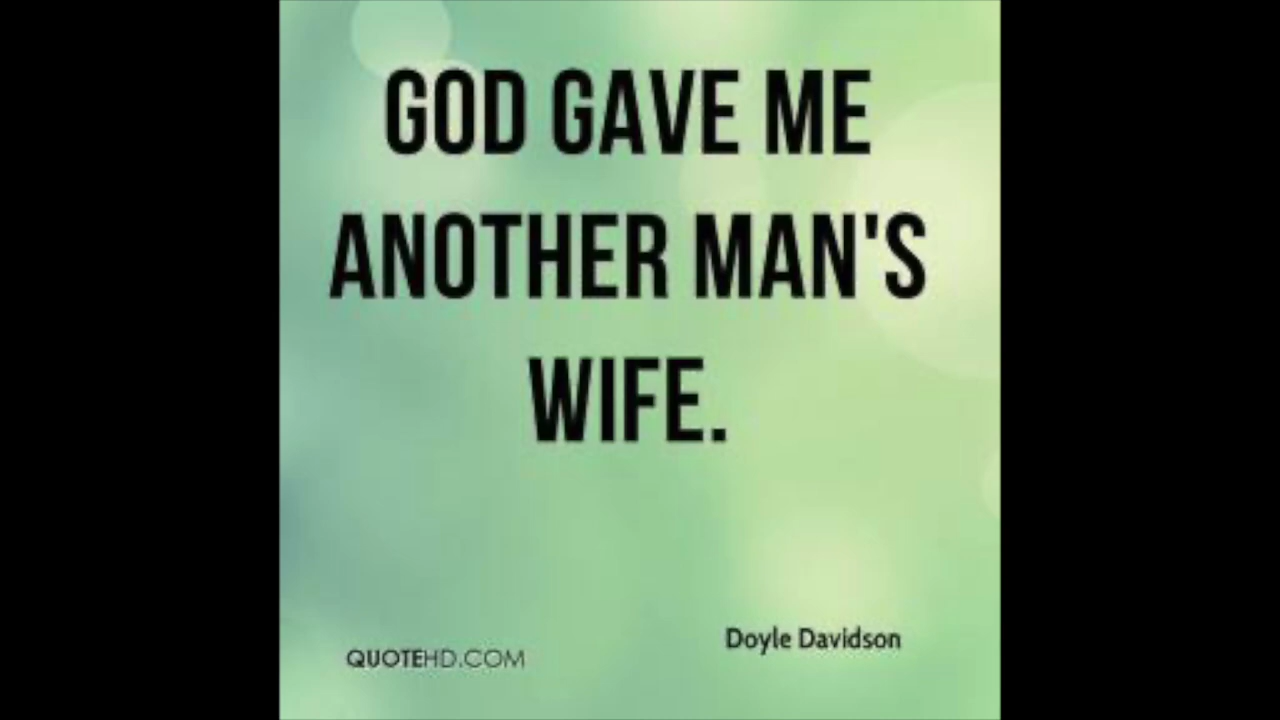 GOD GAVE ME
ANOTHER MAN'S
WIFE.
Doyle Davidson
QUOTEHD.COM